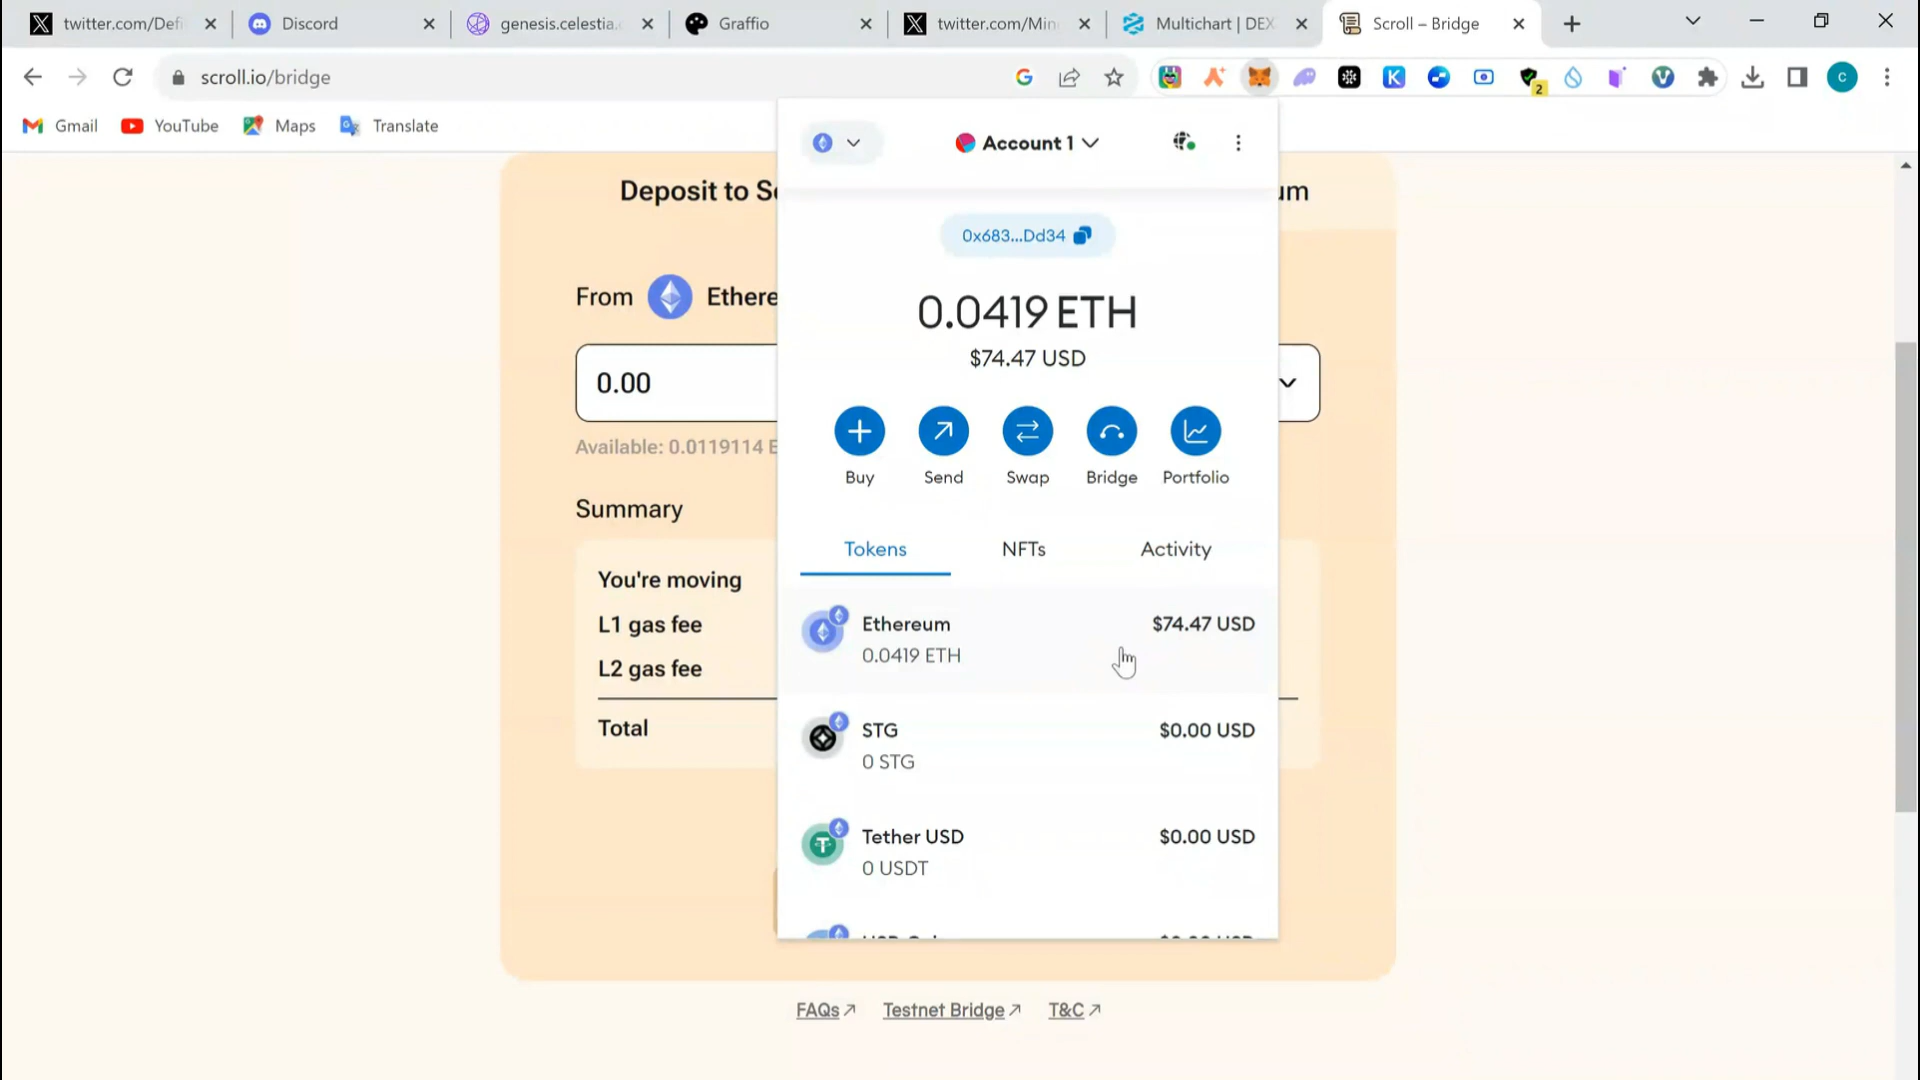 twitter.com/Defi
Discord
genesis.celestia.
Graffio
twitter.com/Min
Multichart | DEX
Scroll – Bridge
scroll.io/bridge
2
C
Gmail
YouTube
Maps
Translate
Account 1
Deposit to Sc
um
0x683...Dd34
From
Ethere
0.0419 ETH
$74.47 USD
0.00
Available: 0.0119114 E
Buy
Send
Swap
Bridge
Portfolio
Summary
Tokens
NFTs
Activity
You're moving
L1 gas fee
L2 gas fee
Total
Ethereum
$74.47 USD
0.0419 ETH
STG
$0.00 USD
0 STG
Tether USD
$0.00 USD
0 USDT
FAQs
Testnet Bridge
T&C